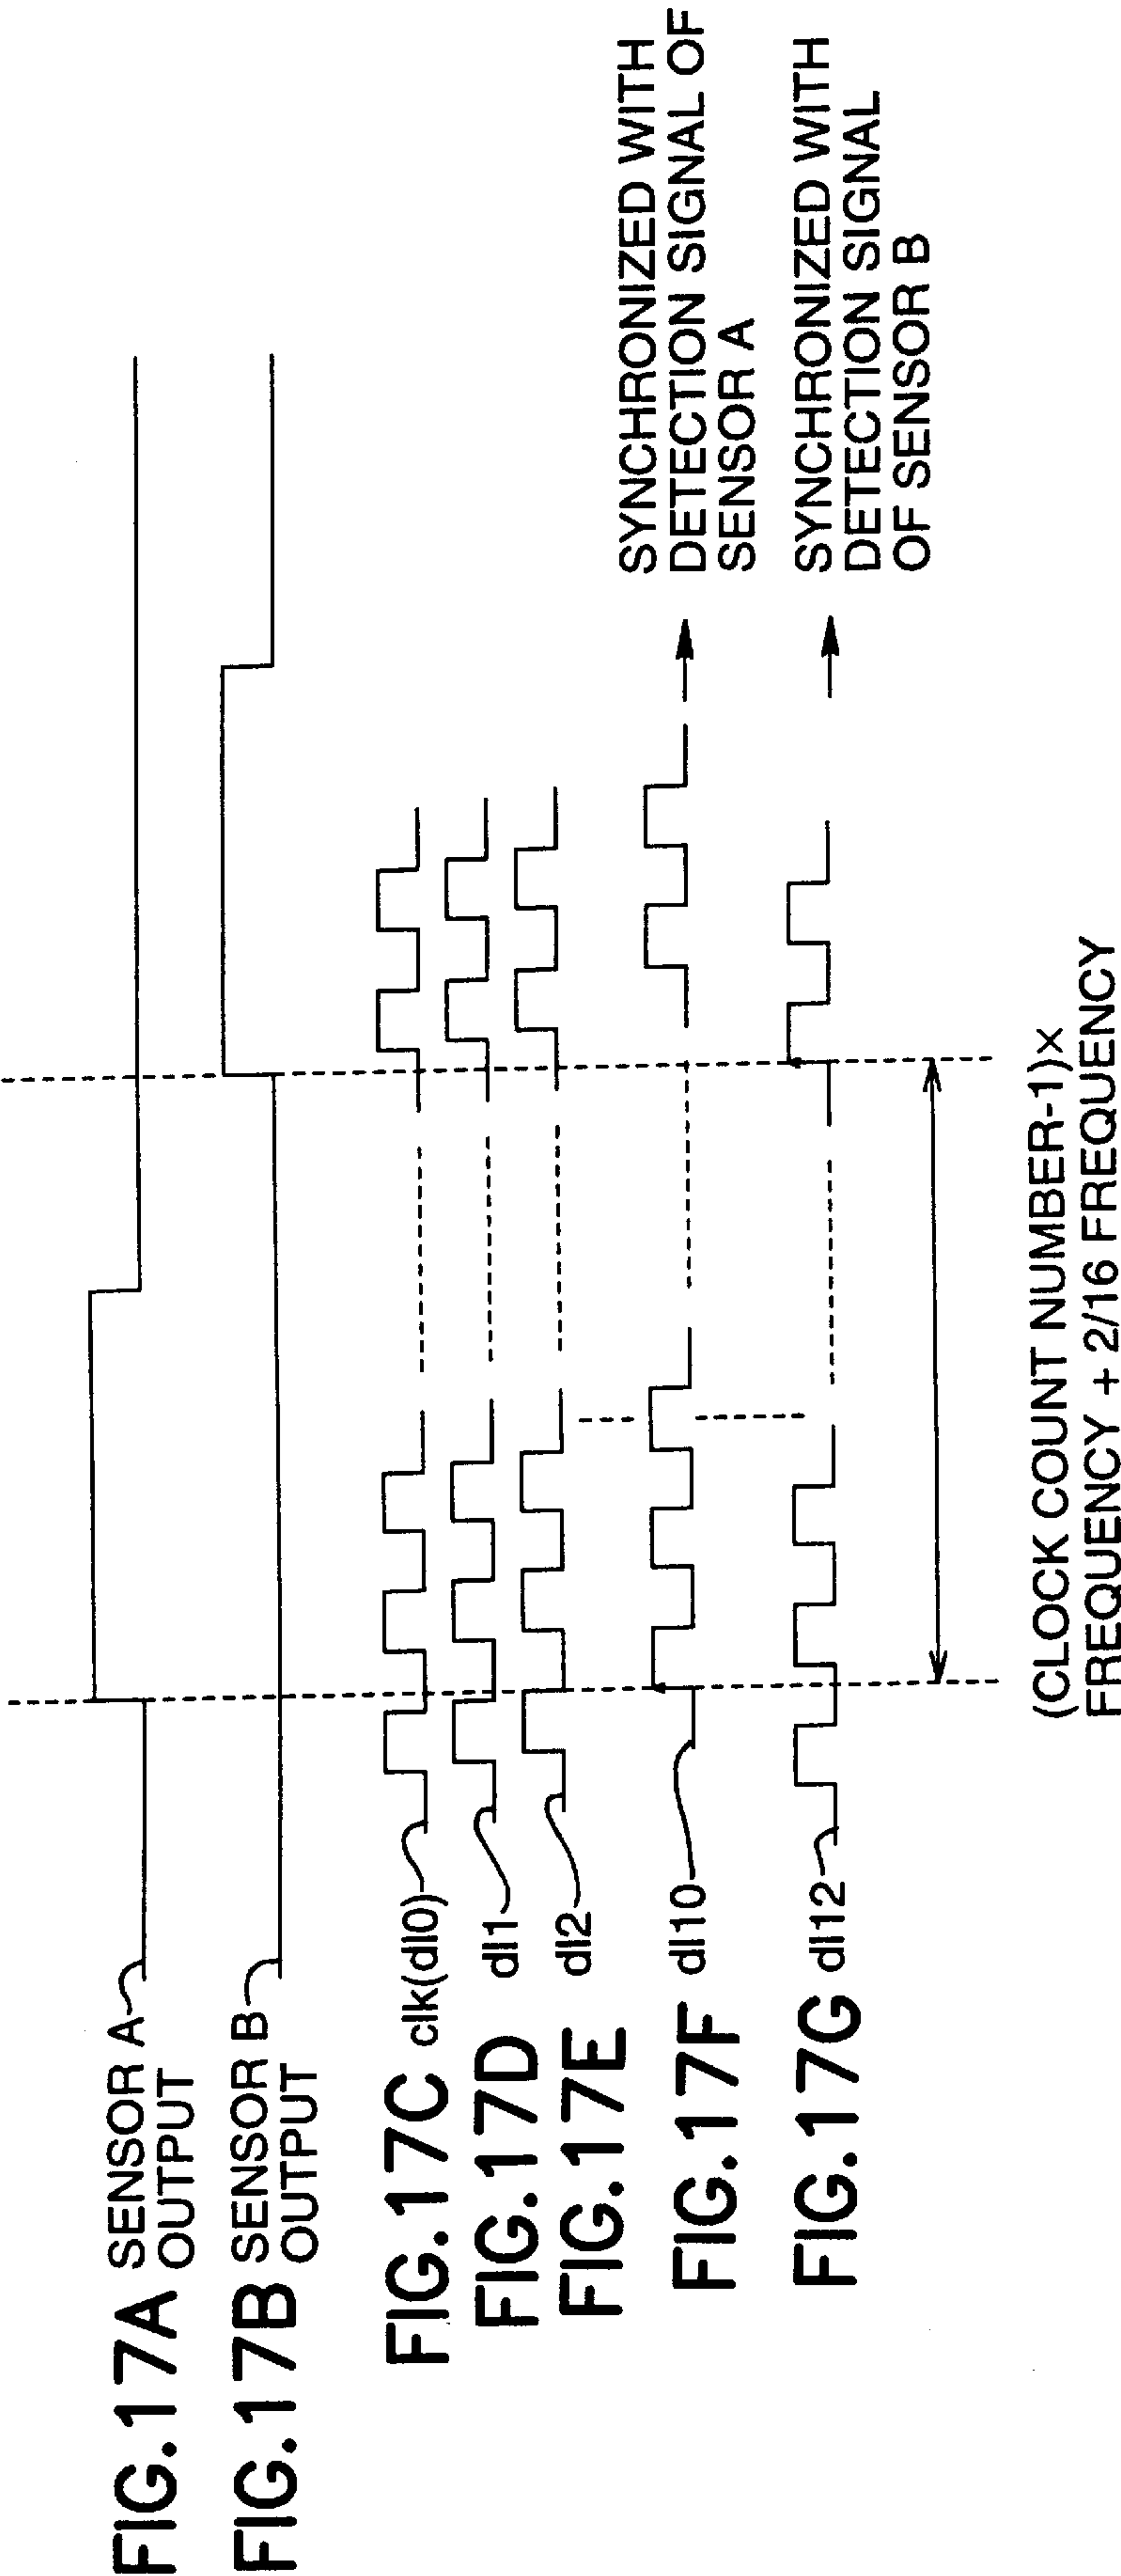 FIG.17A SENSOR A
OUTPUT
FIG.17B SENSOR B
OUTPUT
FIG.17C clk(dl0)
FIG.17D dl1
FIG.17E dl2
FIG.17F dl10
SYNCHRONIZED WITH
DETECTION SIGNAL OF
SENSOR A
FIG.17G dl12
SYNCHRONIZED WITH
DETECTION SIGNAL
OF SENSOR B
(CLOCK COUNT NUMBER-1)×
FREQUENCY + 2/16 FREQUENCY